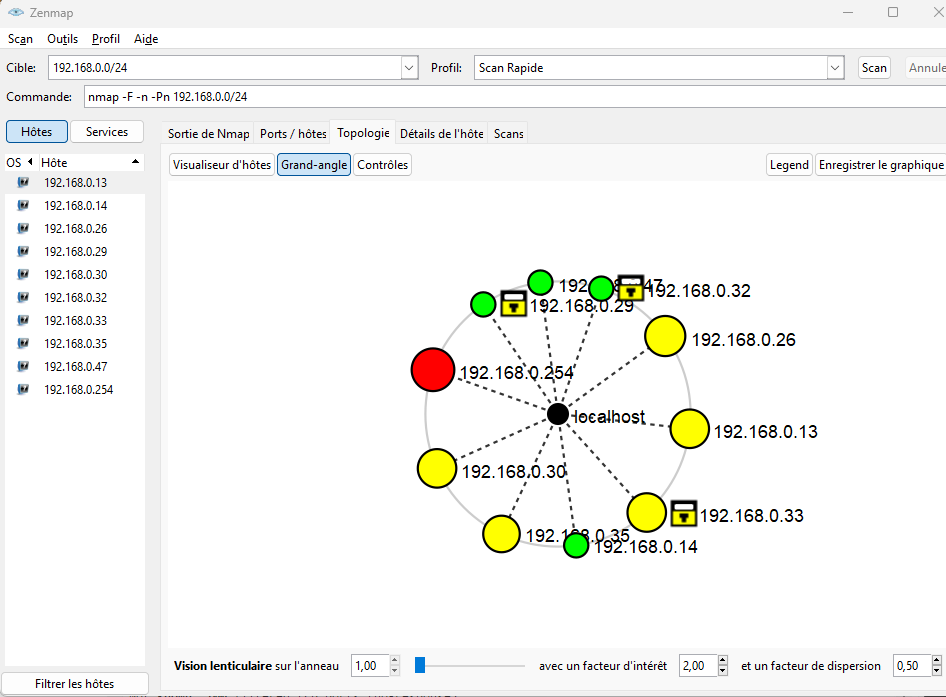 Zenmap
Scan Outils Profil Aide
Cible: 192.168.0.0/24 Profil: Scan Rapide Scan Annule
Commande: nmap -F -n -Pn 192.168.0.0/24
Hôtes Services
Sortie de Nmap Ports / hôtes Topologie Détails de l'hôte Scans
OS Hôte
Visualiseur d'hôtes Grand-angle Contrôles Legend Enregistrer le graphique
192.168.0.13
192.168.0.14
192.168.0.26
192.168.0.29
192.168.0.30
192.168.0.32
192.168.0.33
192.168.0.35
192.168.0.47
192.168.0.254
192.168.0.32
192.168.0.29
192.168.0.26
192.168.0.254
localhost
192.168.0.13
192.168.0.30
192.168.0.33
192.168.0.35
192.168.0.14
Vision lenticulaire sur l'anneau 1,00 avec un facteur d'intérêt 2,00 et un facteur de dispersion 0,50
Filtrer les hôtes